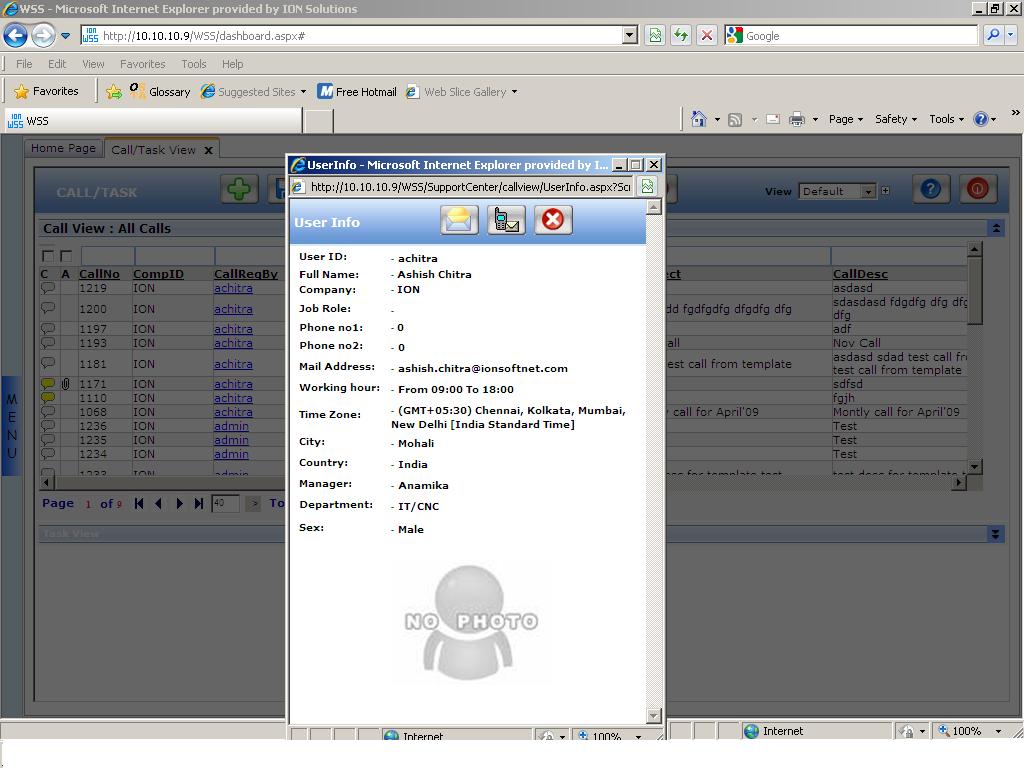 WSS - Microsoft Internet Explorer provided by ION Solutions
ion WSS http://10.10.10.9/WSS/dashboard.aspx#
Google
File Edit View Favorites Tools Help
Favorites Glossary Suggested Sites Free Hotmail Web Slice Gallery
ion WSS WSS
Page Safety Tools
Home Page Call/Task View X
CALL/TASK
View Default
Call View : All Calls
C A CallNo CompID CallReqBy ct CallDesc
1219 ION achitra asdasd
1200 ION achitra dd fgdfgdfg dfg dfg sdasdasd fdgdfg dfg dfg
dfg
1197 ION achitra adf
1193 ION achitra all Nov Call
1181 ION achitra test call from template asdasd sdad test call fr
test call from template
1171 ION achitra sdfsd
1110 ION achitra fgjh
1068 ION achitra y call for April'09 Montly call for April'09
1236 ION admin Test
1235 ION admin Test
1234 ION admin Test
1233 ION admin desc for template test test desc for template test
Page 1 of 9 40 > To
Task View
MENU
UserInfo - Microsoft Internet Explorer provided by I...
http://10.10.10.9/WSS/SupportCenter/callview/UserInfo.aspx?Scr
User Info
User ID: - achitra
Full Name: - Ashish Chitra
Company: - ION
Job Role: -
Phone no1: - 0
Phone no2: - 0
Mail Address: - ashish.chitra@ionsoftnet.com
Working hour: - From 09:00 To 18:00
Time Zone: - (GMT+05:30) Chennai, Kolkata, Mumbai,
New Delhi [India Standard Time]
City: - Mohali
Country: - India
Manager: - Anamika
Department: - IT/CNC
Sex: - Male
NO PHOTO
Internet 100%
Internet 100%